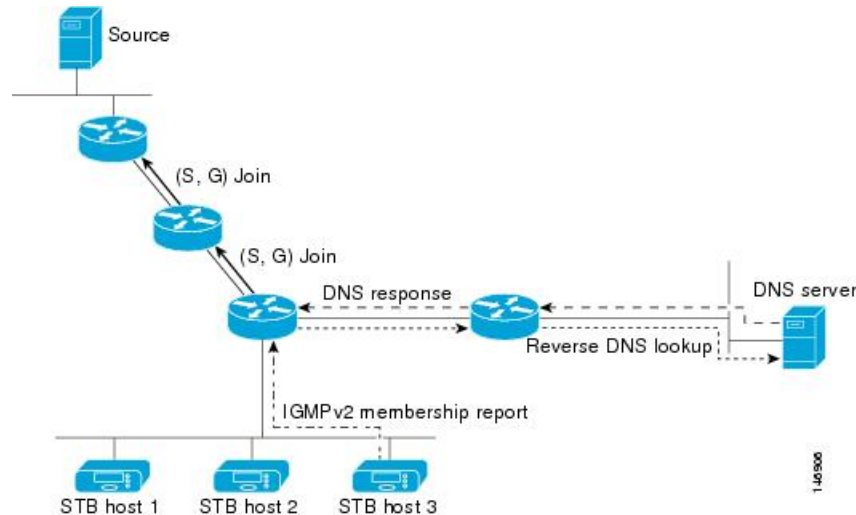 Source
(S, G) Join
(S, G) Join
DNS response
DNS server
Reverse DNS lookup
IGMPv2 membership report
STB host 1
STB host 2
STB host 3
146906